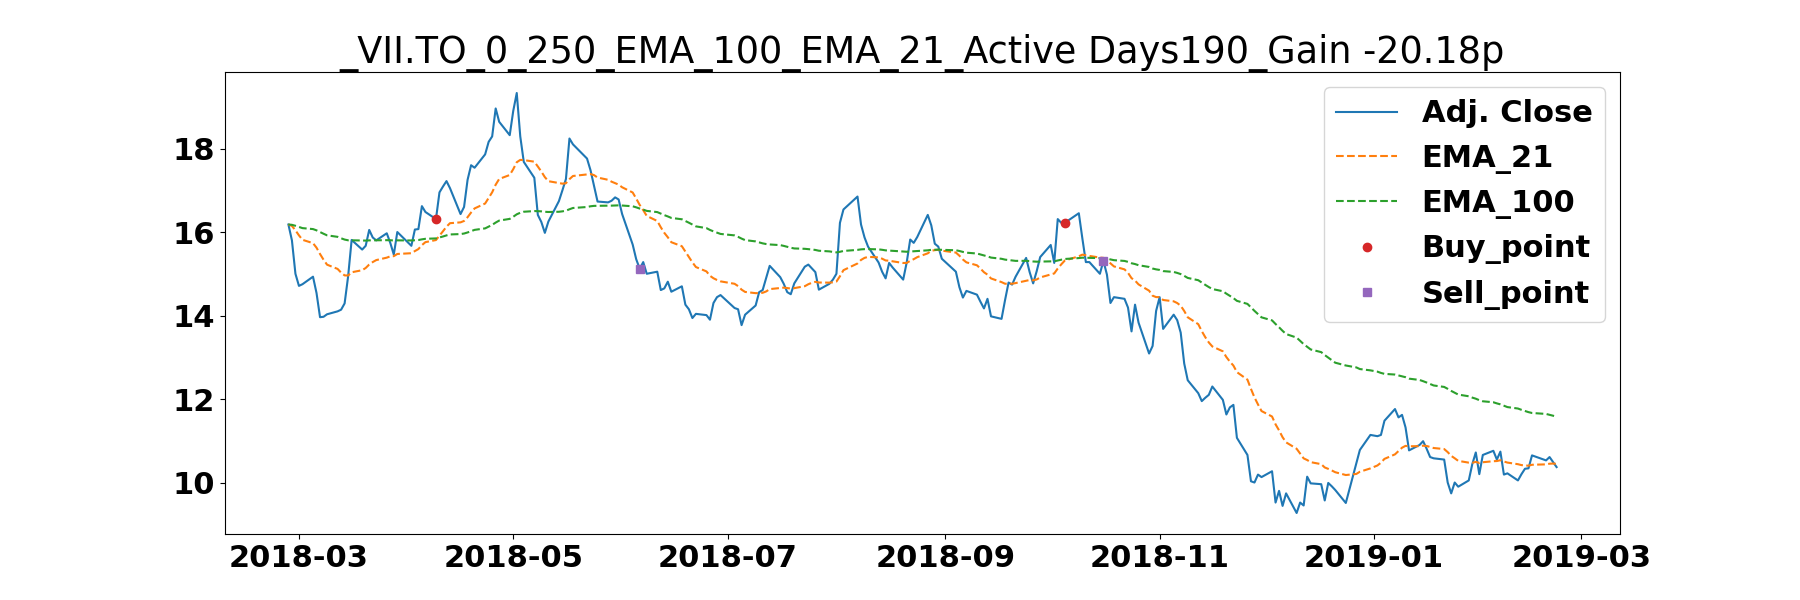 _VII.TO_0_250_EMA_100_EMA_21_Active Days190_Gain -20.18p
Adj. Close
EMA_21
EMA_100
Buy_point
Sell_point
18
16
14
12
10
2018-03 2018-05 2018-07 2018-09 2018-11 2019-01 2019-03